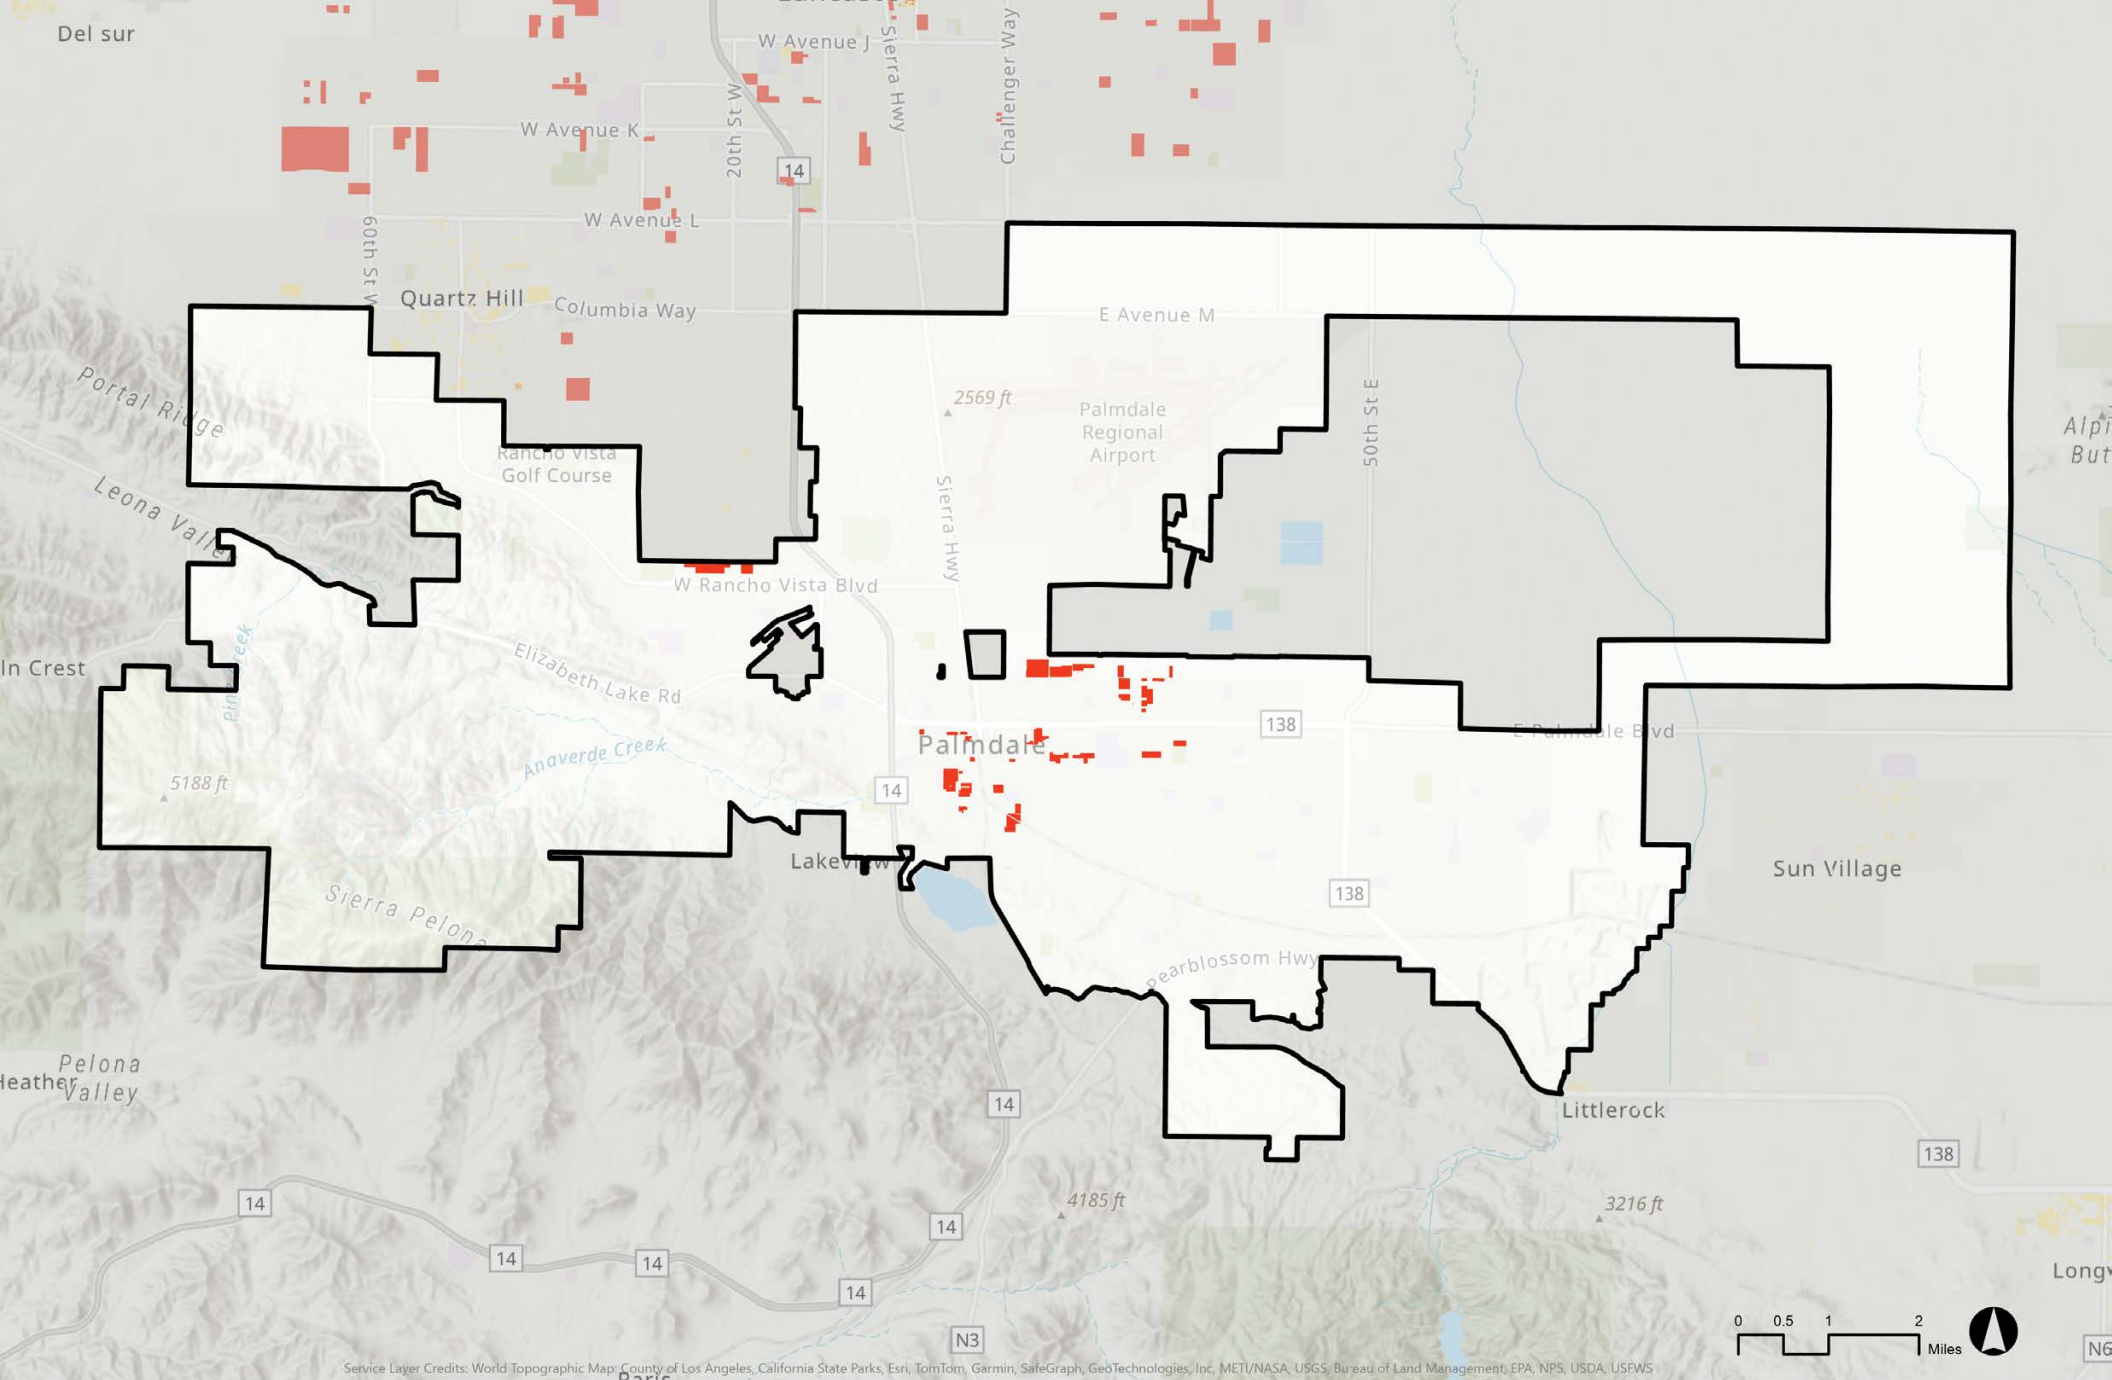 Del sur
W Avenue J
Sierra Hwy
Challenger Way
20th St W
W Avenue K
14
W Avenue L
60th St W
Quartz Hill
Columbia Way
E Avenue M
Portal Ridge
2569 ft
Palmdale
Regional
Airport
50th St E
Rancho Vista
Golf Course
Leona Valley
Sierra Hwy
W Rancho Vista Blvd
Elizabeth Lake Rd
ln Crest
138
E Palmdale Blvd
Palmdale
Anaverde Creek
5188 ft
14
Lakeview
Sun Village
138
Sierra Pelona
Pearblossom Hwy
Pelona
Valley
Heather
14
Littlerock
138
14
4185 ft
3216 ft
14
14
14
14
N3
Long
0 0.5 1 2
Miles
N6
Service Layer Credits: World Topographic Map: County of Los Angeles, California State Parks, Esri, TomTom, Garmin, SafeGraph, GeoTechnologies, Inc, METI/NASA, USGS, Bureau of Land Management, EPA, NPS, USDA, USFWS